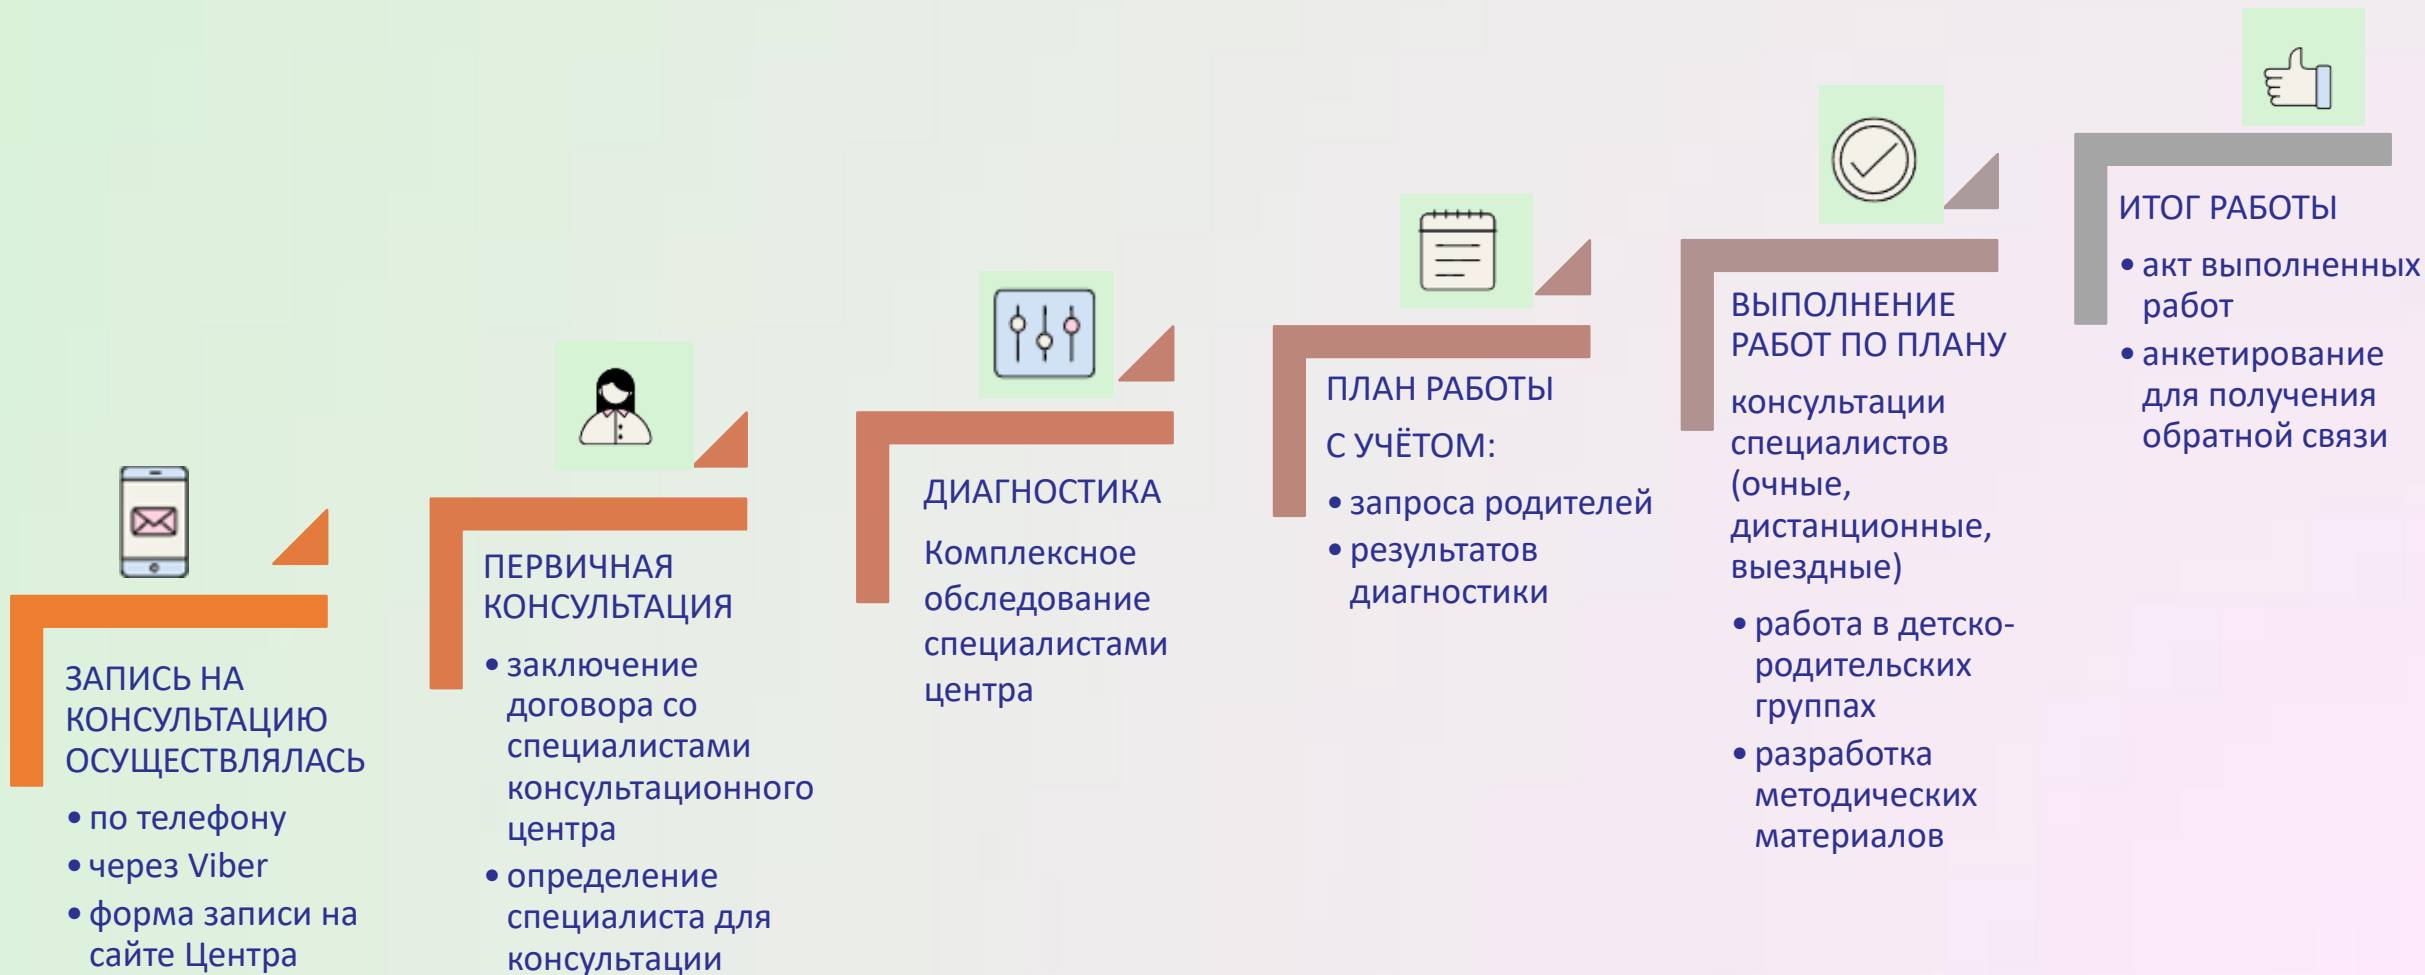 ЗАПИСЬ НА
КОНСУЛЬТАЦИЮ
ОСУЩЕСТВЛЯЛАСЬ
• по телефону
• через Viber
• форма записи на
сайте Центра
ПЕРВИЧНАЯ
КОНСУЛЬТАЦИЯ
• заключение
договора со
специалистами
консультационного
центра
• определение
специалиста для
консультации
ДИАГНОСТИКА
Комплексное
обследование
специалистами
центра
ПЛАН РАБОТЫ
С УЧЁТОМ:
• запроса родителей
• результатов
диагностики
ВЫПОЛНЕНИЕ
РАБОТ ПО ПЛАНУ
консультации
специалистов
(очные,
дистанционные,
выездные)
• работа в детско-
родительских
группах
• разработка
методических
материалов
ИТОГ РАБОТЫ
• акт выполненных
работ
• анкетирование
для получения
обратной связи